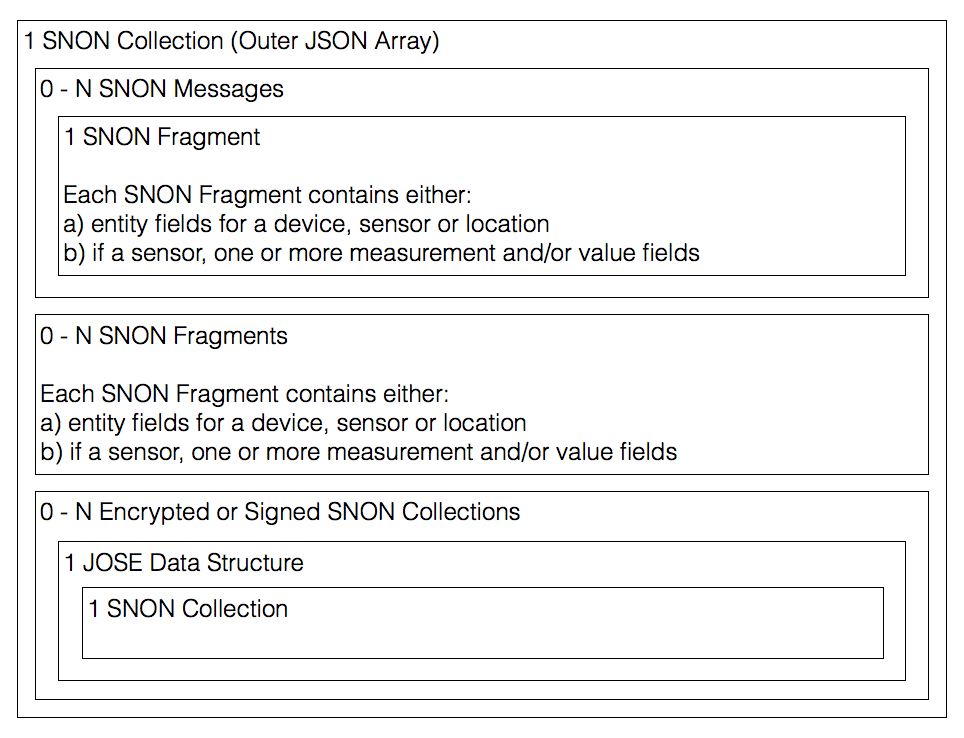 1 SNON Collection (Outer JSON Array)
0 - N SNON Messages
1 SNON Fragment
Each SNON Fragment contains either:
a) entity fields for a device, sensor or location
b) if a sensor, one or more measurement and/or value fields
0 - N SNON Fragments
Each SNON Fragment contains either:
a) entity fields for a device, sensor or location
b) if a sensor, one or more measurement and/or value fields
0 - N Encrypted or Signed SNON Collections
1 JOSE Data Structure
1 SNON Collection